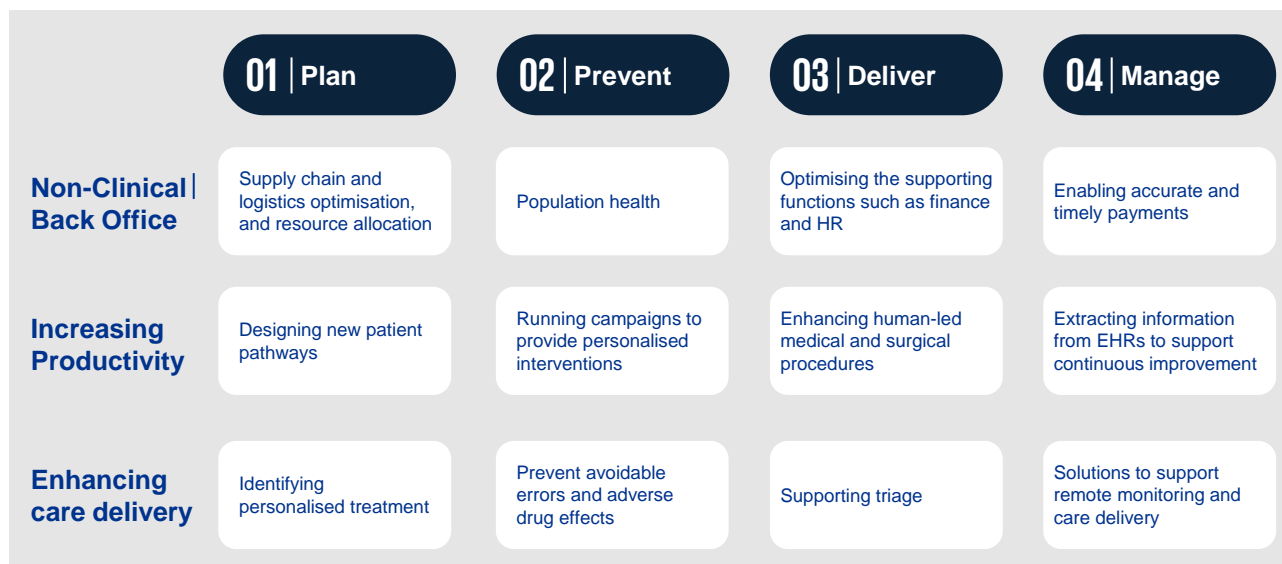 01 | Plan
02 | Prevent
03 | Deliver
04 | Manage
Non-Clinical |
Back Office
Supply chain and
logistics optimisation,
and resource allocation
Population health
Optimising the supporting
functions such as finance
and HR
Enabling accurate and
timely payments
Increasing
Productivity
Designing new patient
pathways
Running campaigns to
provide personalised
interventions
Enhancing human-led
medical and surgical
procedures
Extracting information
from EHRs to support
continuous improvement
Enhancing
care delivery
Identifying
personalised treatment
Prevent avoidable
errors and adverse
drug effects
Supporting triage
Solutions to support
remote monitoring and
care delivery